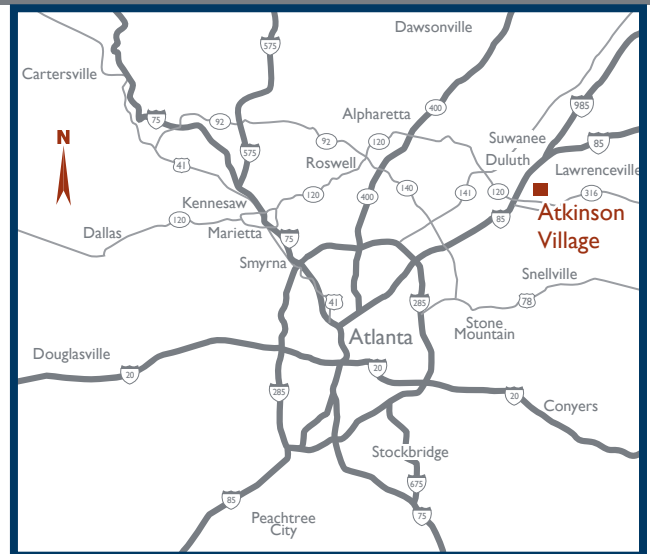 Dawsonville
575
Cartersville
985
400
Alpharetta
75
92
Suwanee
92
120
85
N
575
Roswell
Duluth
41
Lawrenceville
140
141
120
316
120
400
Kennesaw
Atkinson
Village
120
85
Dallas
Marietta
75
Smyrna
Snellville
41
285
78
Stone
Mountain
Atlanta
Douglasville
20
20
285
20
Conyers
Stockbridge
675
85
75
Peachtree
City